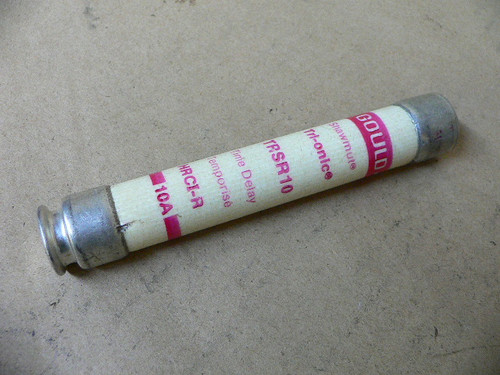 GOULD
Shawmut
Tri-onic®
TRSR10
Time Delay
Temporise
HRCI-R
10A